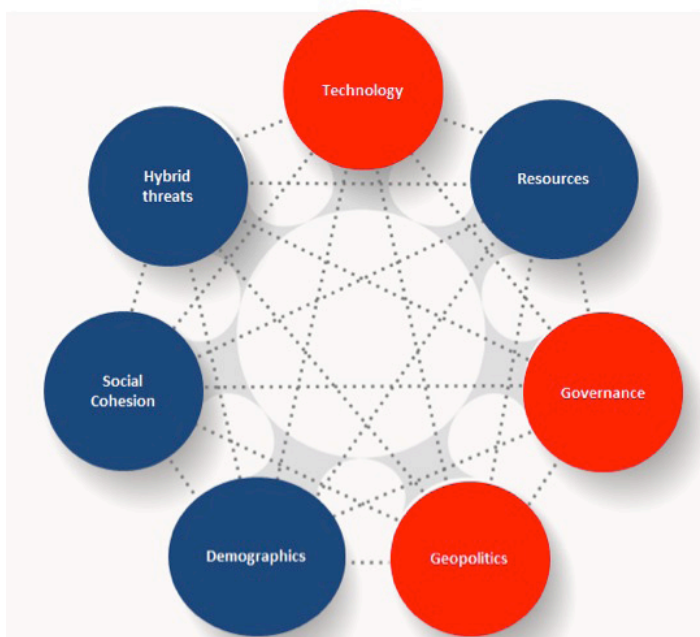 Technology
Hybrid
threats
Resources
Social
Cohesion
Governance
Demographics
Geopolitics